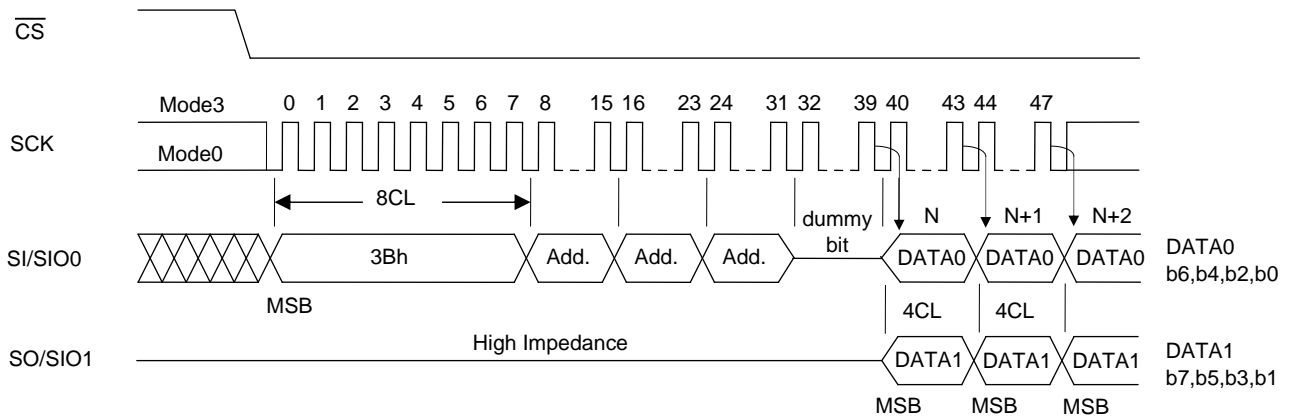 CS
Mode3 0 1 2 3 4 5 6 7 8 15 16 23 24 31 32 39 40 43 44 47
SCK
Mode0
8CL
dummy
bit
N N+1 N+2
SI/SIO0 3Bh Add. Add. Add. DATA0 DATA0 DATA0
DATA0
b6,b4,b2,b0
MSB
4CL 4CL
High Impedance
SO/SIO1 DATA1 DATA1 DATA1
DATA1
b7,b5,b3,b1
MSB MSB MSB